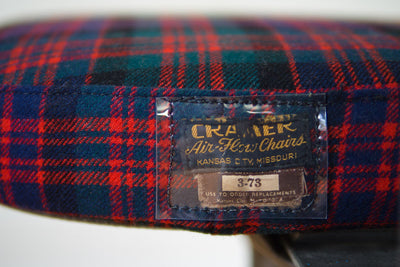 CRAMER
Air-Flow Chairs
KANSAS CITY, MISSOURI
3-73
USE TO ORDER REPLACEMENTS